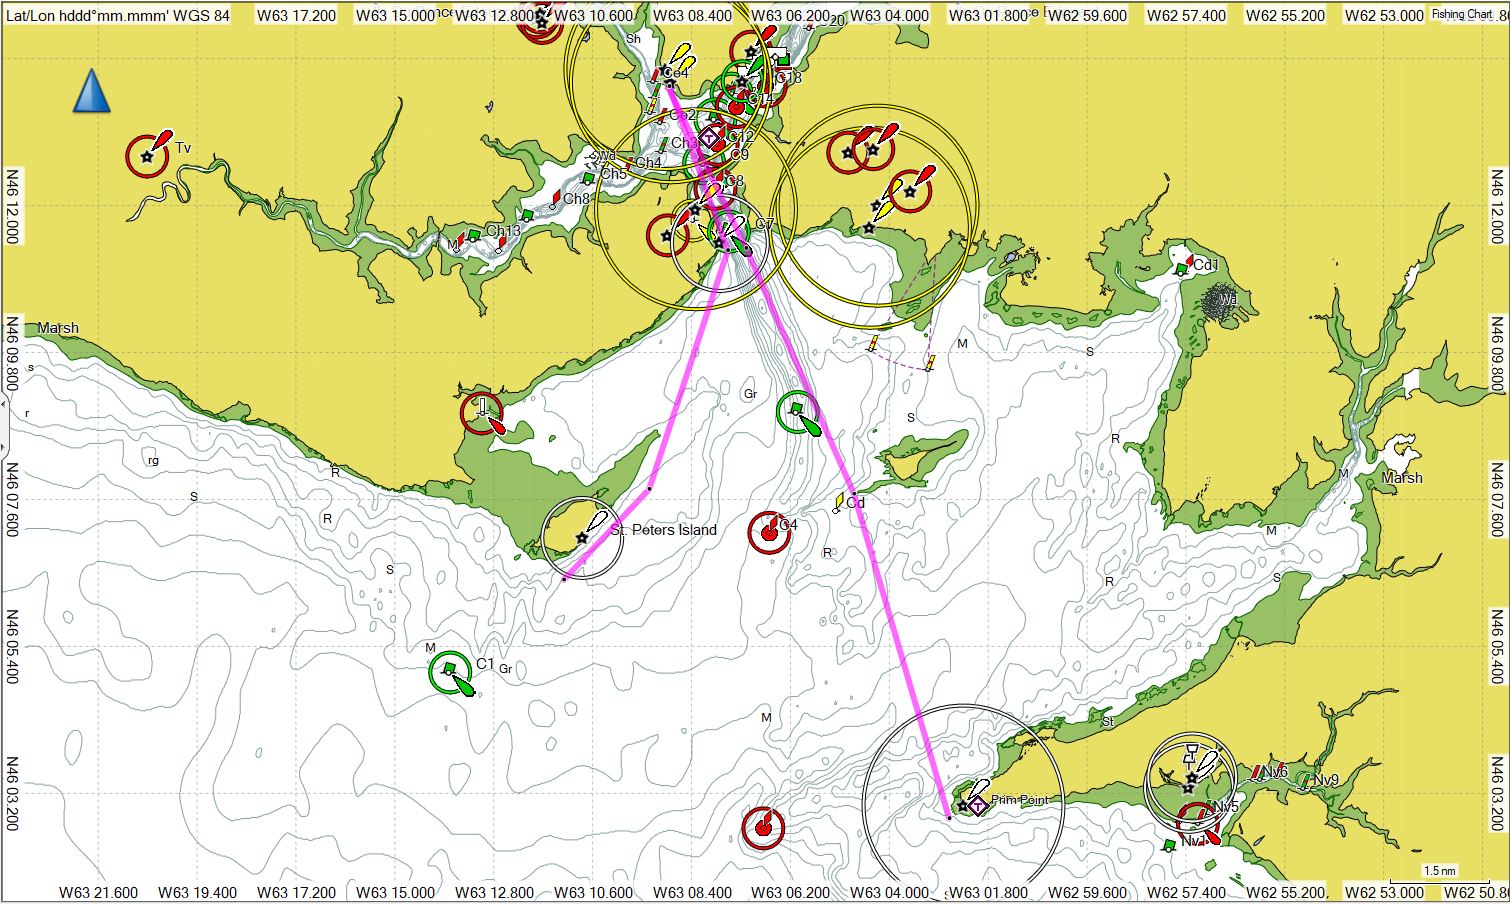 Lat/Lon hddd°mm.mmm' WGS 84 W63 17.200 W63 15.000 W63 12.800 W63 10.600 W63 08.400 W63 06.200 W63 04.000 W63 01.800 W62 59.600 W62 57.400 W62 55.200 W62 53.000 Fishing Chart
Sh
Co4
C18
C14
Co2
C12
Ch3
Tv
C9
Wd
Ch4
Ch5
C8
Ch8
N46 12.000
N46 12.000
C7
Ch13
M
Cd1
Wd
Marsh
N46 09.800
N46 09.800
M
S
s
Gr
r
S
R
rg
R
M
Marsh
S
N46 07.600
N46 07.600
Cd
R
C4
St. Peters Island
M
R
S
S
R
N46 05.400
N46 05.400
M
C1
Gr
M
St
N46 03.200
N46 03.200
Nv6
Nv9
Prim Point
Nv5
Nv1
1.5 nm
W63 21.600 W63 19.400 W63 17.200 W63 15.000 W63 12.800 W63 10.600 W63 08.400 W63 06.200 W63 04.000 W63 01.800 W62 59.600 W62 57.400 W62 55.200 W62 53.000 W62 50.80